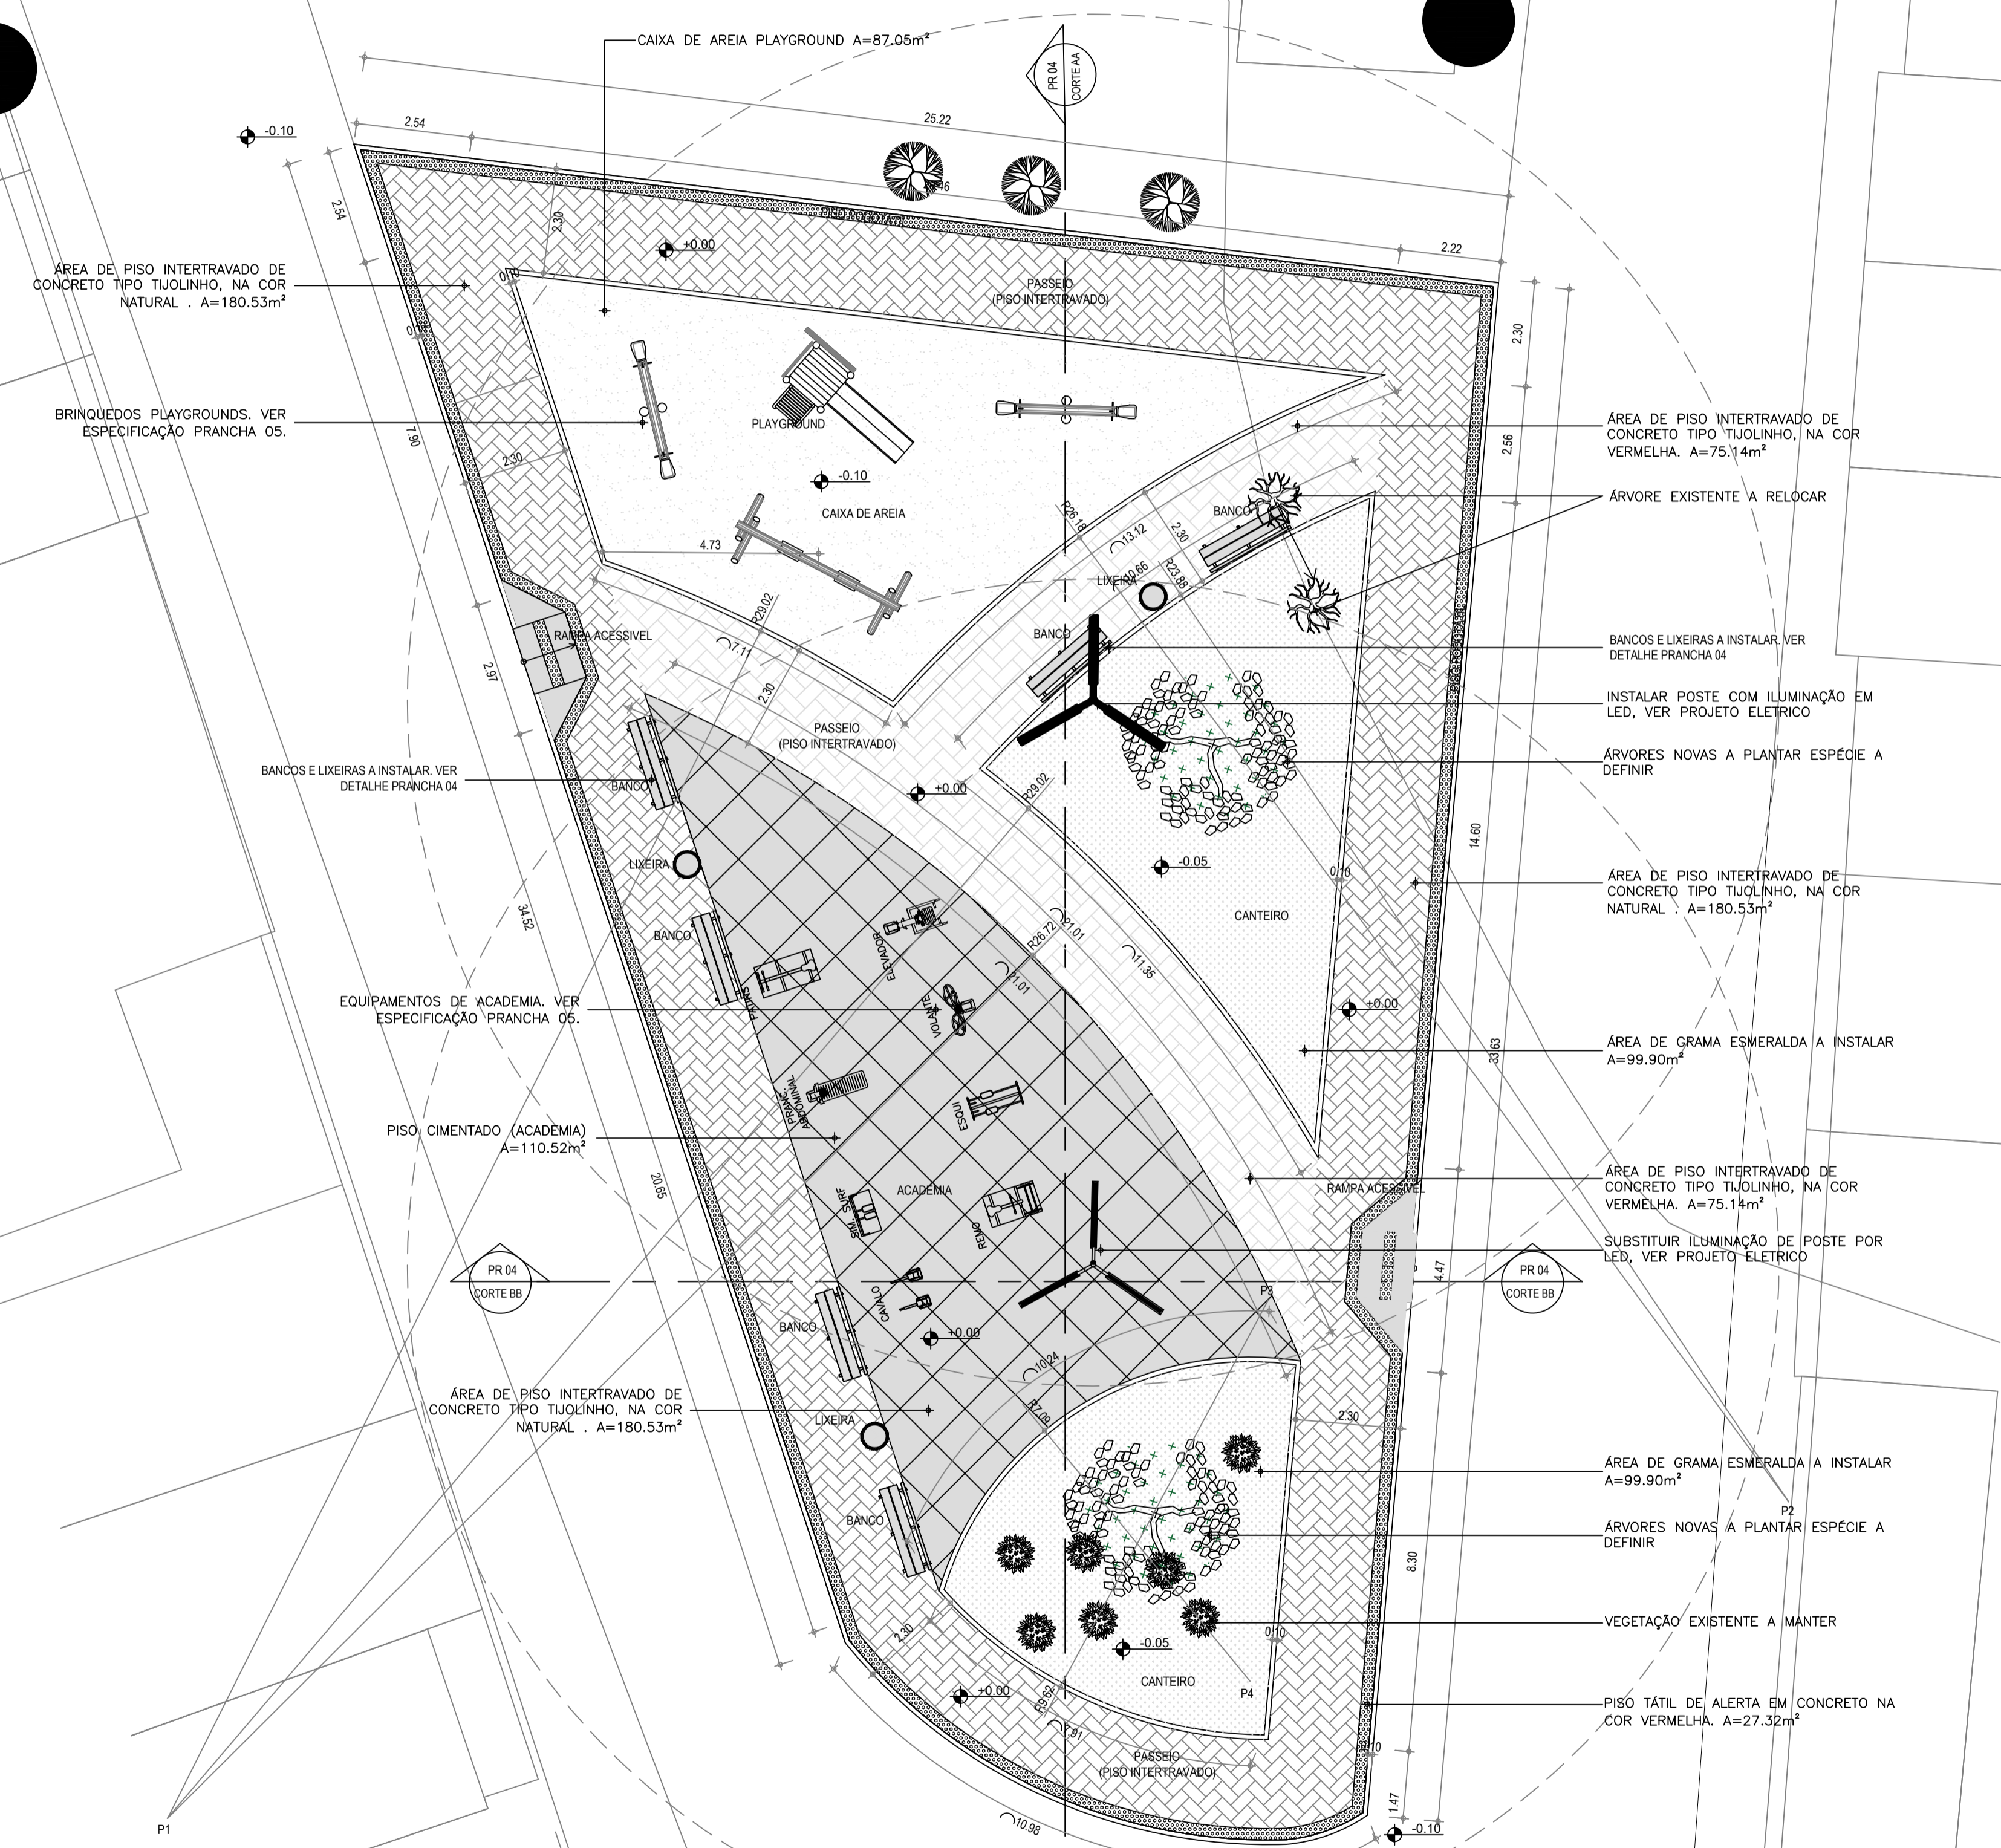 CAIXA DE AREIA PLAYGROUND A=87.05m²
PR 04
CORTE AA
-0.10
2.54
25.22
2.54
2.30
2.22
+0.00
0.10
ÁREA DE PISO INTERTRAVADO DE
CONCRETO TIPO TIJOLINHO, NA COR
NATURAL . A=180.53m²
PASSEIO
(PISO INTERTRAVADO)
2.30
BRINQUEDOS PLAYGROUNDS. VER
ESPECIFICAÇÃO PRANCHA 05.
7.90
2.30
PLAYGROUND
-0.10
CAIXA DE AREIA
4.73
ÁREA DE PISO INTERTRAVADO DE
CONCRETO TIPO TIJOLINHO, NA COR
VERMELHA. A=75.14m²
2.56
ÁRVORE EXISTENTE A RELOCAR
BANCO
R26.18
13.12
2.30
R23.88
LIXEIRA
BANCO
RAMPA ACESSIVEL
2.97
R29.02
7.11
2.30
BANCOS E LIXEIRAS A INSTALAR. VER
DETALHE PRANCHA 04
INSTALAR POSTE COM ILUMINAÇÃO EM
LED, VER PROJETO ELETRICO
PASSEIO
(PISO INTERTRAVADO)
ÁRVORES NOVAS A PLANTAR ESPÉCIE A
DEFINIR
BANCOS E LIXEIRAS A INSTALAR. VER
DETALHE PRANCHA 04
BANCO
+0.00
R29.02
14.60
LIXEIRA
-0.05
0.10
ÁREA DE PISO INTERTRAVADO DE
CONCRETO TIPO TIJOLINHO, NA COR
NATURAL . A=180.53m²
34.52
BANCO
CANTEIRO
ELEVADOR
R26.72
21.01
21.01
11.35
EQUIPAMENTOS DE ACADEMIA. VER
ESPECIFICAÇÃO PRANCHA 05.
VOLANTE
+0.00
33.63
ÁREA DE GRAMA ESMERALDA A INSTALAR
A=99.90m²
PRANC.
ABDOMINAL
ESQUI
PISO CIMENTADO (ACADEMIA)
A=110.52m²
20.65
ACADEMIA
SIM. SURF
REMO
RAMPA ACESSIVEL
ÁREA DE PISO INTERTRAVADO DE
CONCRETO TIPO TIJOLINHO, NA COR
VERMELHA. A=75.14m²
SUBSTITUIR ILUMINAÇÃO DE POSTE POR
LED, VER PROJETO ELETRICO
PR 04
CORTE BB
4.47
PR 04
CORTE BB
CAVALO
P3
BANCO
+0.00
10.24
ÁREA DE PISO INTERTRAVADO DE
CONCRETO TIPO TIJOLINHO, NA COR
NATURAL . A=180.53m²
R7.09
2.30
LIXEIRA
ÁREA DE GRAMA ESMERALDA A INSTALAR
A=99.90m²
P2
BANCO
ÁRVORES NOVAS A PLANTAR ESPÉCIE A
DEFINIR
8.30
VEGETAÇÃO EXISTENTE A MANTER
2.30
0.10
-0.05
CANTEIRO
P4
+0.00
R9.62
7.91
PISO TÁTIL DE ALERTA EM CONCRETO NA
COR VERMELHA. A=27.32m²
PASSEIO
(PISO INTERTRAVADO)
1.47
10.98
-0.10
P1